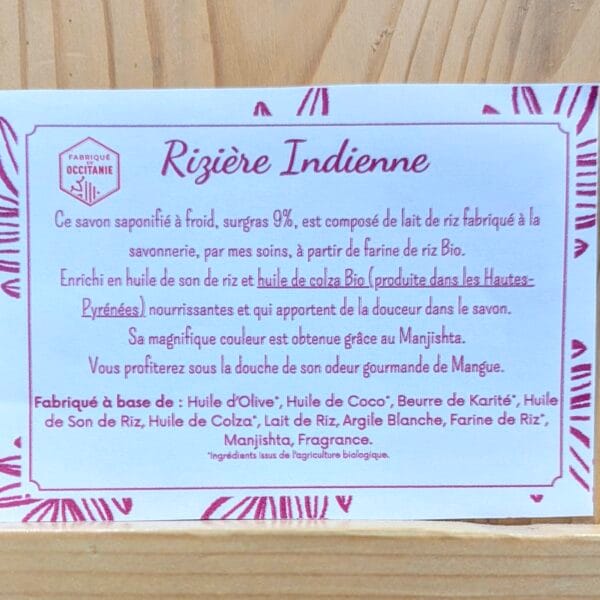 FABRIQUÉ
EN
OCCITANIE
Rizière Indienne
Ce savon saponifié à froid, surgras 9%, est composé de lait de riz fabriqué à la
savonnerie, par mes soins, à partir de farine de riz Bio.
Enrichi en huile de son de riz et huile de colza Bio (produite dans les Hautes-
Pyrénées) nourrissantes et qui apportent de la douceur dans le savon.
Sa magnifique couleur est obtenue grâce au Manjishta.
Vous profiterez sous la douche de son odeur gourmande de Mangue.
Fabriqué à base de : Huile d'Olive*, Huile de Coco*, Beurre de Karité*, Huile
de Son de Riz, Huile de Colza*, Lait de Riz, Argile Blanche, Farine de Riz*,
Manjishta, Fragrance.
*Ingrédients issus de l'agriculture biologique.